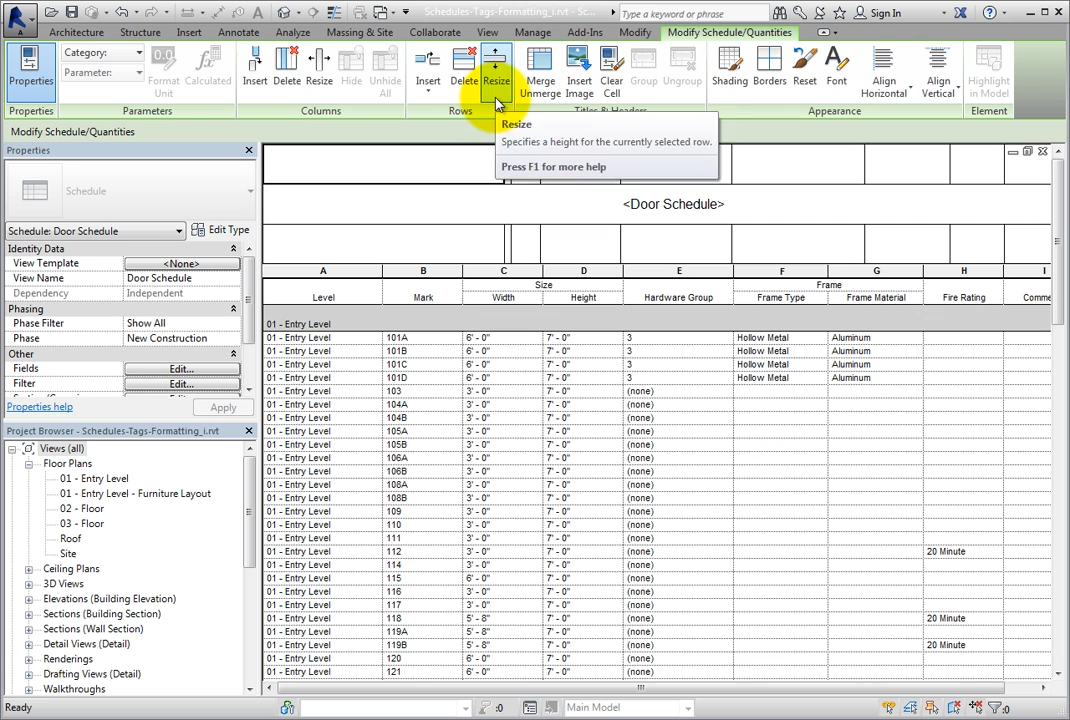 Schedules-Tags-Formatting_i.rvt - Sc...
Type a keyword or phrase
Sign In
Architecture Structure Insert Annotate Analyze Massing & Site Collaborate View Manage Add-Ins Modify Modify Schedule/Quantities
Properties
Category:
Parameter:
Format Unit
Calculated
Insert Delete Resize Hide Unhide All
Insert Delete Resize
Merge Unmerge
Insert Image
Clear Cell
Group Ungroup
Shading Borders Reset Font
Align Horizontal
Align Vertical
Highlight in Model
Properties Parameters Columns Rows Titles & Headers Appearance Element
Resize
Specifies a height for the currently selected row.
Press F1 for more help
Modify Schedule/Quantities
Properties
Schedule
Schedule: Door Schedule
Edit Type
Identity Data
View Template <None>
View Name Door Schedule
Dependency Independent
Phasing
Phase Filter Show All
Phase New Construction
Other
Fields Edit...
Filter Edit...
Edit...
Properties help
Apply
Project Browser - Schedules-Tags-Formatting_i.rvt
Views (all)
Floor Plans
01 - Entry Level
01 - Entry Level - Furniture Layout
02 - Floor
03 - Floor
Roof
Site
Ceiling Plans
3D Views
Elevations (Building Elevation)
Sections (Building Section)
Sections (Wall Section)
Detail Views (Detail)
Renderings
Drafting Views (Detail)
Walkthroughs
<Door Schedule>
A B C D E F G H I
Size Frame
Level Mark Width Height Hardware Group Frame Type Frame Material Fire Rating Comme
01 - Entry Level
01 - Entry Level 101A 6' - 0" 7' - 0" 3 Hollow Metal Aluminum
01 - Entry Level 101B 6' - 0" 7' - 0" 3 Hollow Metal Aluminum
01 - Entry Level 101C 6' - 0" 7' - 0" 3 Hollow Metal Aluminum
01 - Entry Level 101D 6' - 0" 7' - 0" 3 Hollow Metal Aluminum
01 - Entry Level 103 3' - 0" 7' - 0" (none)
01 - Entry Level 104A 3' - 0" 7' - 0" (none)
01 - Entry Level 104B 3' - 0" 7' - 0" (none)
01 - Entry Level 105A 3' - 0" 7' - 0" (none)
01 - Entry Level 105B 3' - 0" 7' - 0" (none)
01 - Entry Level 106A 3' - 0" 7' - 0" (none)
01 - Entry Level 106B 3' - 0" 7' - 0" (none)
01 - Entry Level 108A 3' - 0" 7' - 0" (none)
01 - Entry Level 108B 3' - 0" 7' - 0" (none)
01 - Entry Level 109 3' - 0" 7' - 0" (none)
01 - Entry Level 110 3' - 0" 7' - 0" (none)
01 - Entry Level 111 3' - 0" 7' - 0" (none)
01 - Entry Level 112 3' - 0" 7' - 0" (none) 20 Minute
01 - Entry Level 114 3' - 0" 7' - 0" (none)
01 - Entry Level 115 6' - 0" 7' - 0" (none)
01 - Entry Level 116 3' - 0" 7' - 0" (none)
01 - Entry Level 117 3' - 0" 7' - 0" (none)
01 - Entry Level 118 5' - 8" 7' - 0" (none) 20 Minute
01 - Entry Level 119A 5' - 8" 7' - 0" (none)
01 - Entry Level 119B 5' - 8" 7' - 0" (none) 20 Minute
01 - Entry Level 120 6' - 0" 7' - 0" (none)
01 - Entry Level 121 3' - 0" 7' - 0" (none)
Ready
:0
Main Model
:0